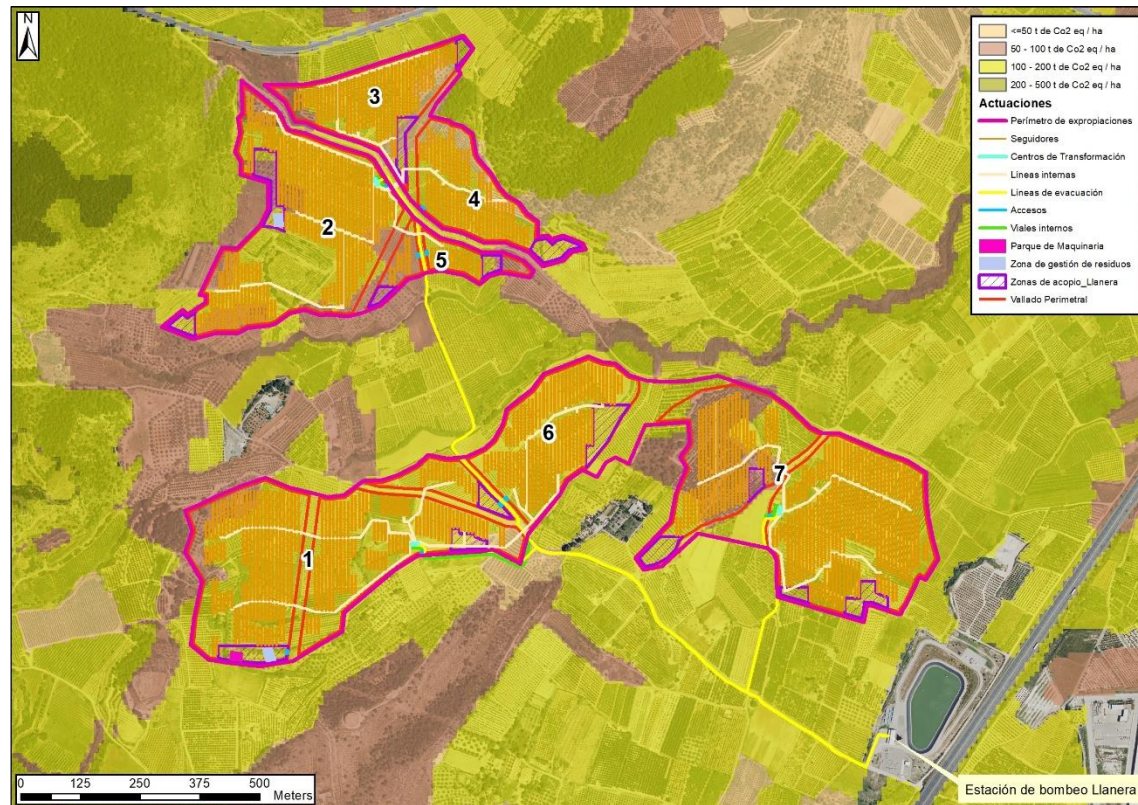 N
<=50 t de Co2 eq / ha
50 - 100 t de Co2 eq / ha
100 - 200 t de Co2 eq / ha
200 - 500 t de Co2 eq / ha
Actuaciones
Perímetro de expropiaciones
Seguidores
Centros de Transformación
Líneas internas
Líneas de evacuación
Accesos
Viales internos
Parque de Maquinaria
Zona de gestión de residuos
Zonas de acopio_Llanera
Vallado Perimetral
3
4
2
5
6
7
1
0 125 250 375 500
Meters
Estación de bombeo Llanera